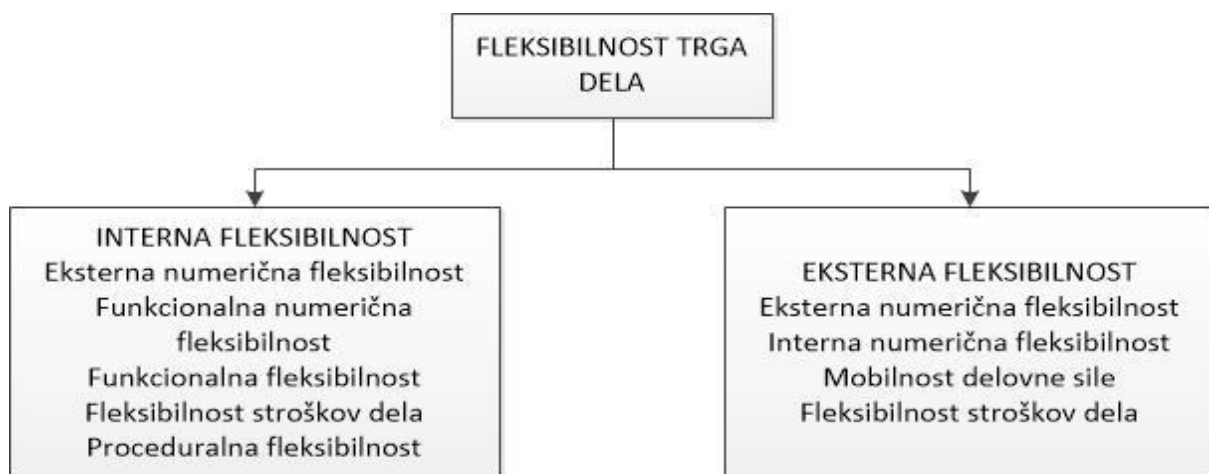 FLEKSIBILNOST TRGA
DELA
INTERNA FLEKSIBILNOST
Eksterna numerična fleksibilnost
Funkcionalna numerična
fleksibilnost
Funkcionalna fleksibilnost
Fleksibilnost stroškov dela
Proceduralna fleksibilnost
EKSTERNA FLEKSIBILNOST
Eksterna numerična fleksibilnost
Interna numerična fleksibilnost
Mobilnost delovne sile
Fleksibilnost stroškov dela